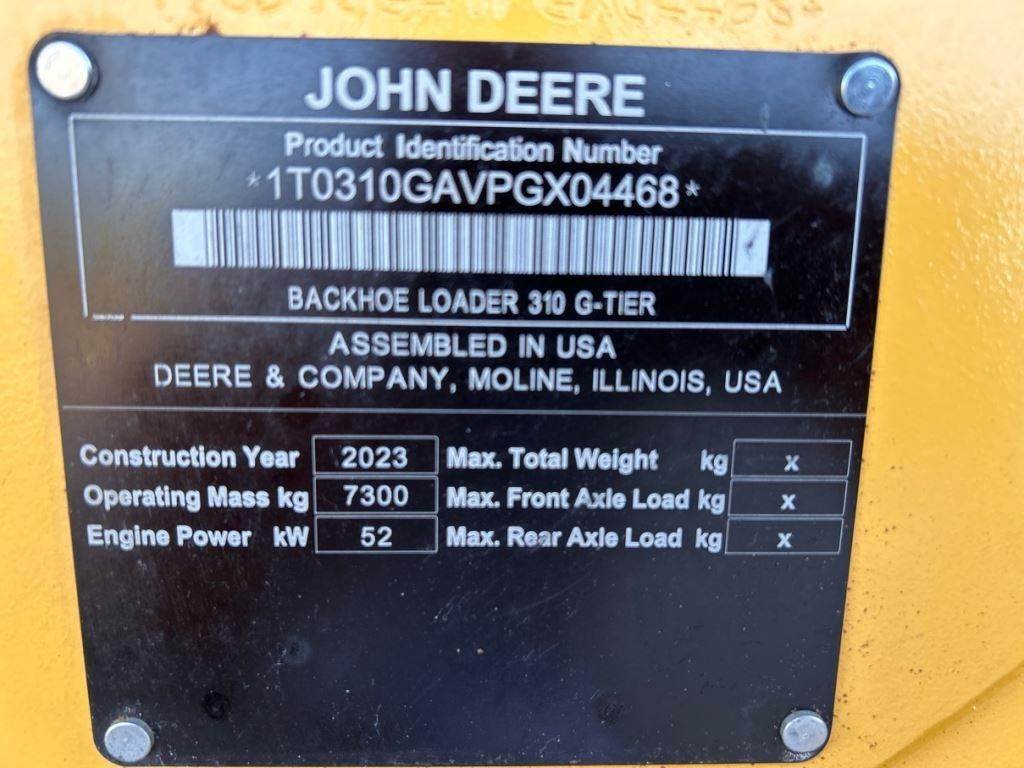 JOHN DEERE
Product Identification Number
*1T0310GAVPGX04468*
BACKHOE LOADER 310 G-TIER
ASSEMBLED IN USA
DEERE & COMPANY, MOLINE, ILLINOIS, USA
Construction Year 2023 Max. Total Weight kg x
Operating Mass kg 7300 Max. Front Axle Load kg x
Engine Power kW 52 Max. Rear Axle Load kg x